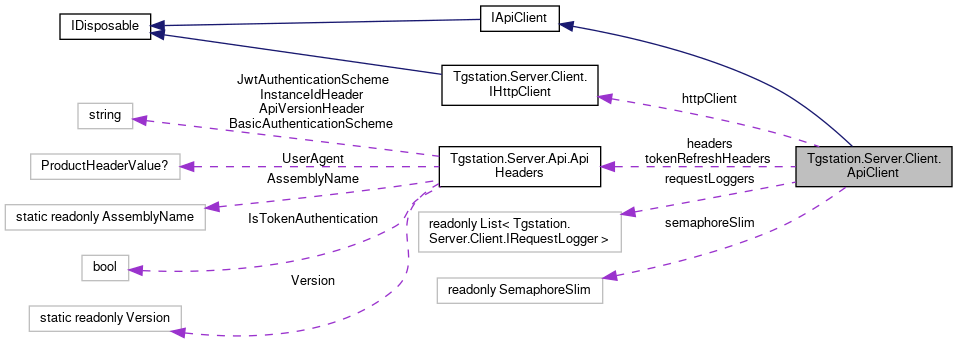 IDisposable
IApiClient
Tgstation.Server.Client.
IHttpClient
JwtAuthenticationScheme
InstanceIdHeader
ApiVersionHeader
BasicAuthenticationScheme
httpClient
string
headers
tokenRefreshHeaders
Tgstation.Server.Client.
ApiClient
ProductHeaderValue?
UserAgent
Tgstation.Server.Api.Api
Headers
AssemblyName
requestLoggers
static readonly AssemblyName
IsTokenAuthentication
readonly List< Tgstation.
Server.Client.IRequestLogger >
semaphoreSlim
bool
Version
readonly SemaphoreSlim
static readonly Version